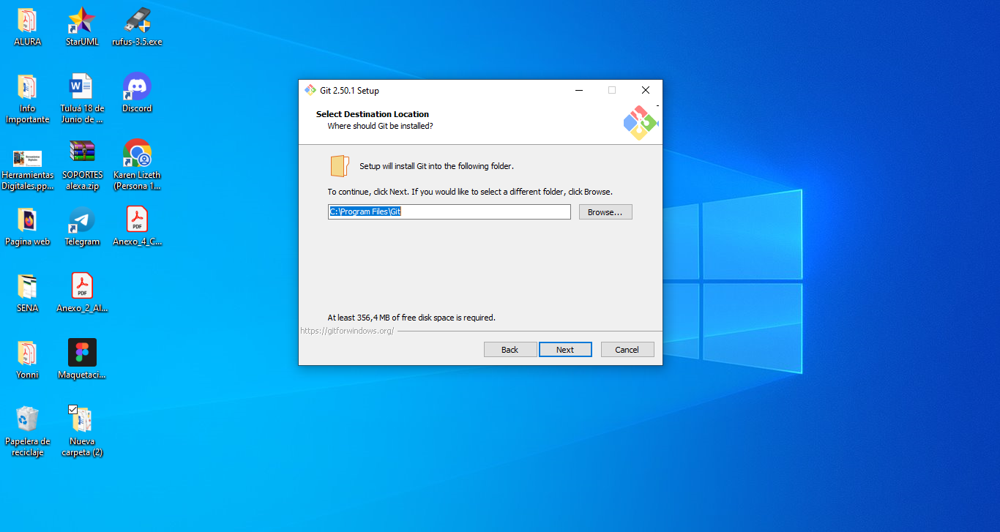 ALURA
StarUML
rufus-3.5.exe
Info
Importante
Tuluá 18 de
Junio de ...
Discord
Herramientas
Digitales.pp...
SOPORTES
alexa.zip
Karen Lizeth
(Persona 1...
Pagina web
Telegram
Anexo_4_C...
SENA
Anexo_2_Al...
Yonni
Maquetaci...
Papelera de
reciclaje
Nueva
carpeta (2)
Git 2.50.1 Setup
Select Destination Location
Where should Git be installed?
Setup will install Git into the following folder.
To continue, click Next. If you would like to select a different folder, click Browse.
C:\Program Files\Git
Browse...
At least 356,4 MB of free disk space is required.
https://gitforwindows.org/
Back
Next
Cancel